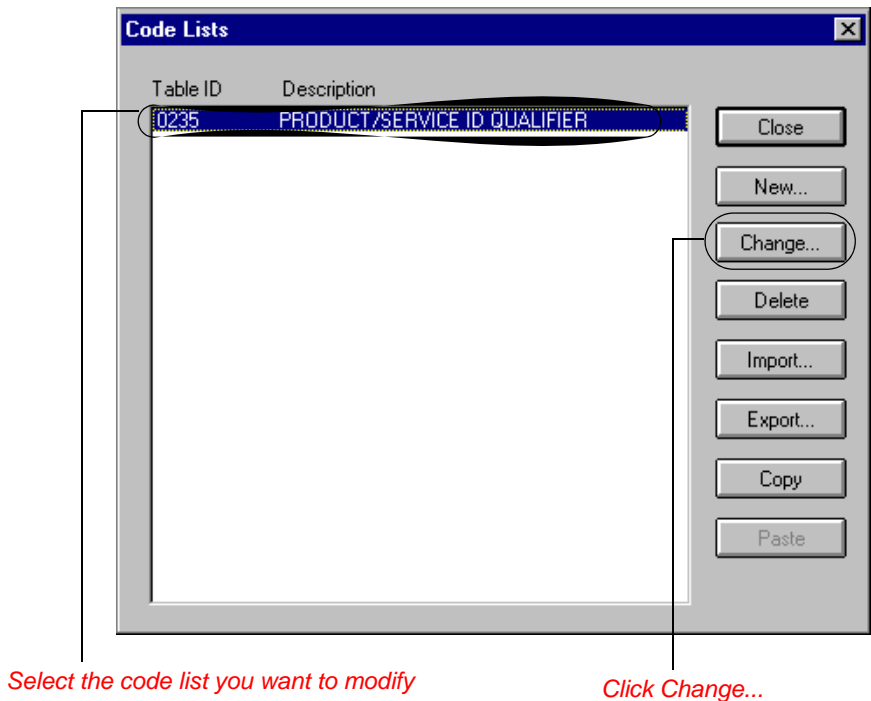 Code Lists
Table ID Description
0235 PRODUCT/SERVICE ID QUALIFIER
Close
New...
Change...
Delete
Import...
Export...
Copy
Paste
Select the code list you want to modify
Click Change...